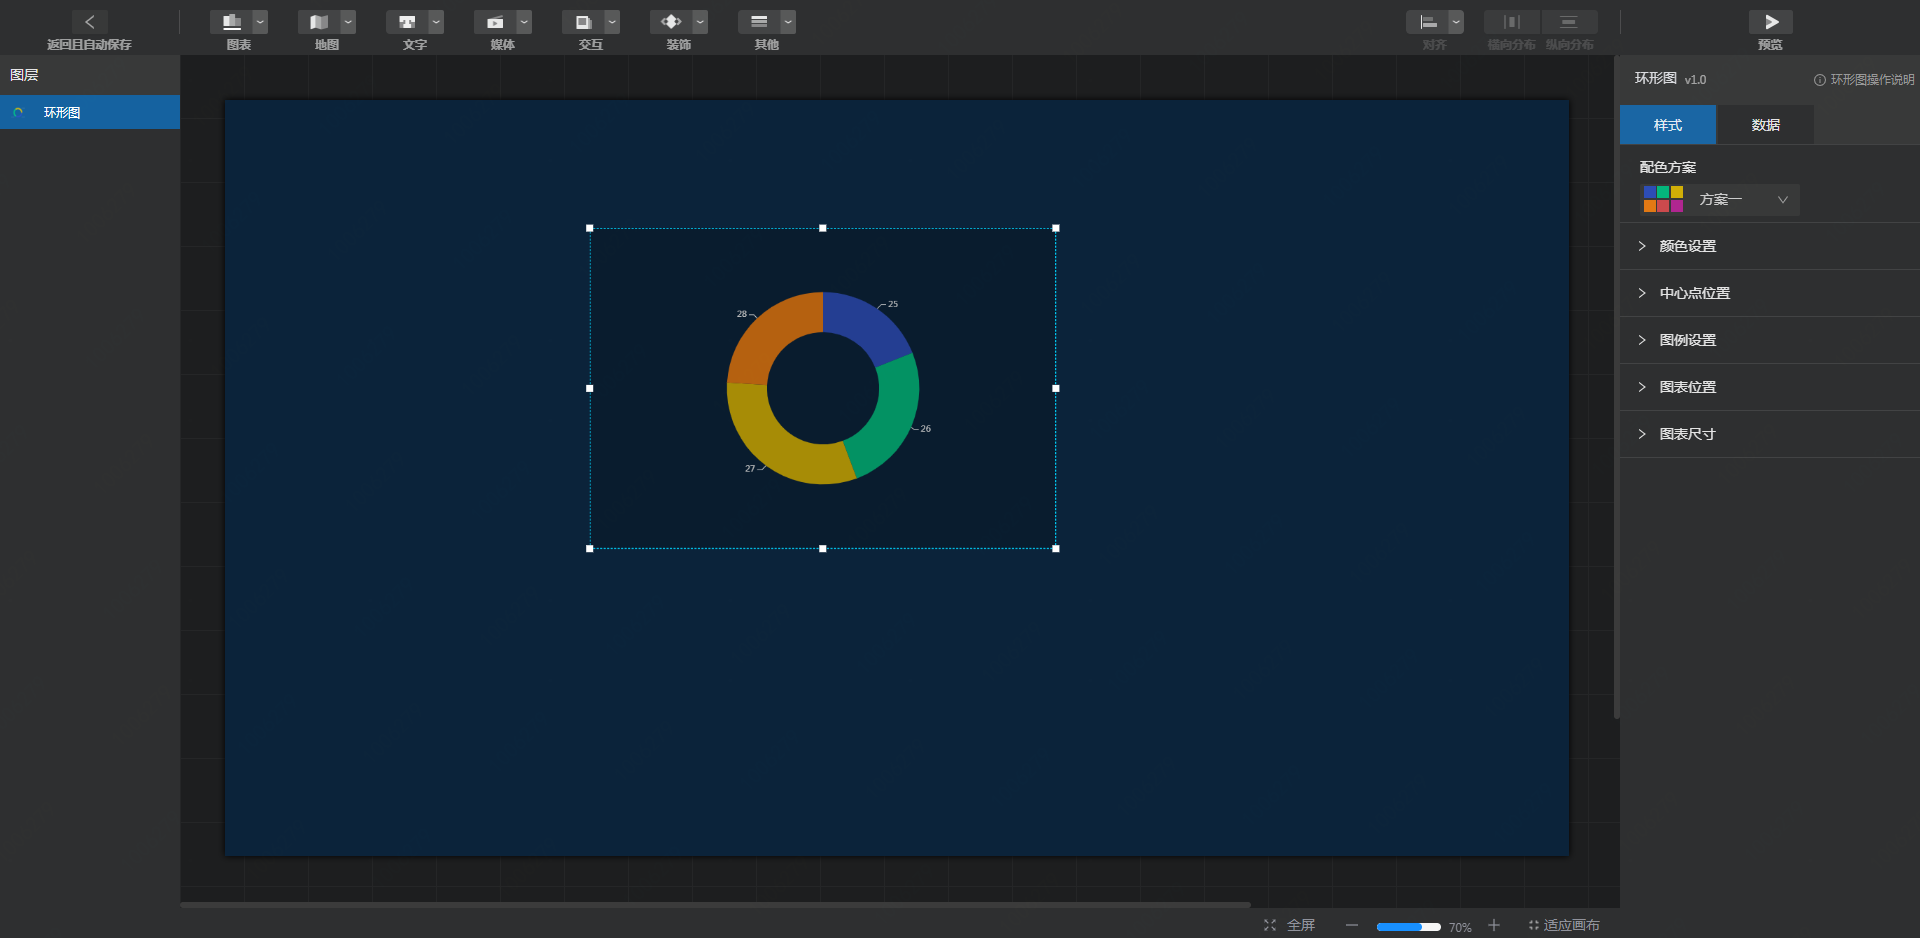 返回且自动保存
图表
地图
文字
媒体
交互
装饰
其他
对齐
横向分布
纵向分布
预览
图层
环形图
25
26
27
28
环形图 v1.0
环形图操作说明
样式
数据
配色方案
方案一
颜色设置
中心点位置
图例设置
图表位置
图表尺寸
全屏
70%
适应画布